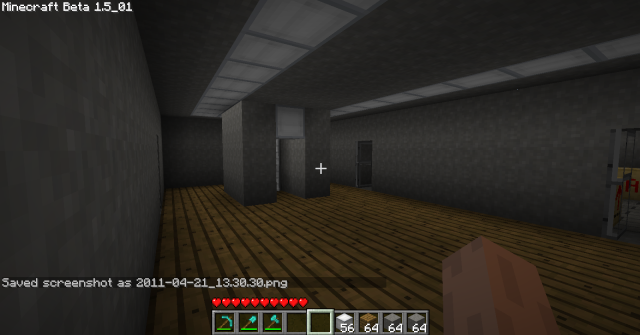 Minecraft Beta 1.5_01
Saved screenshot as 2011-04-21_13.30.30.png
56 64 64 64